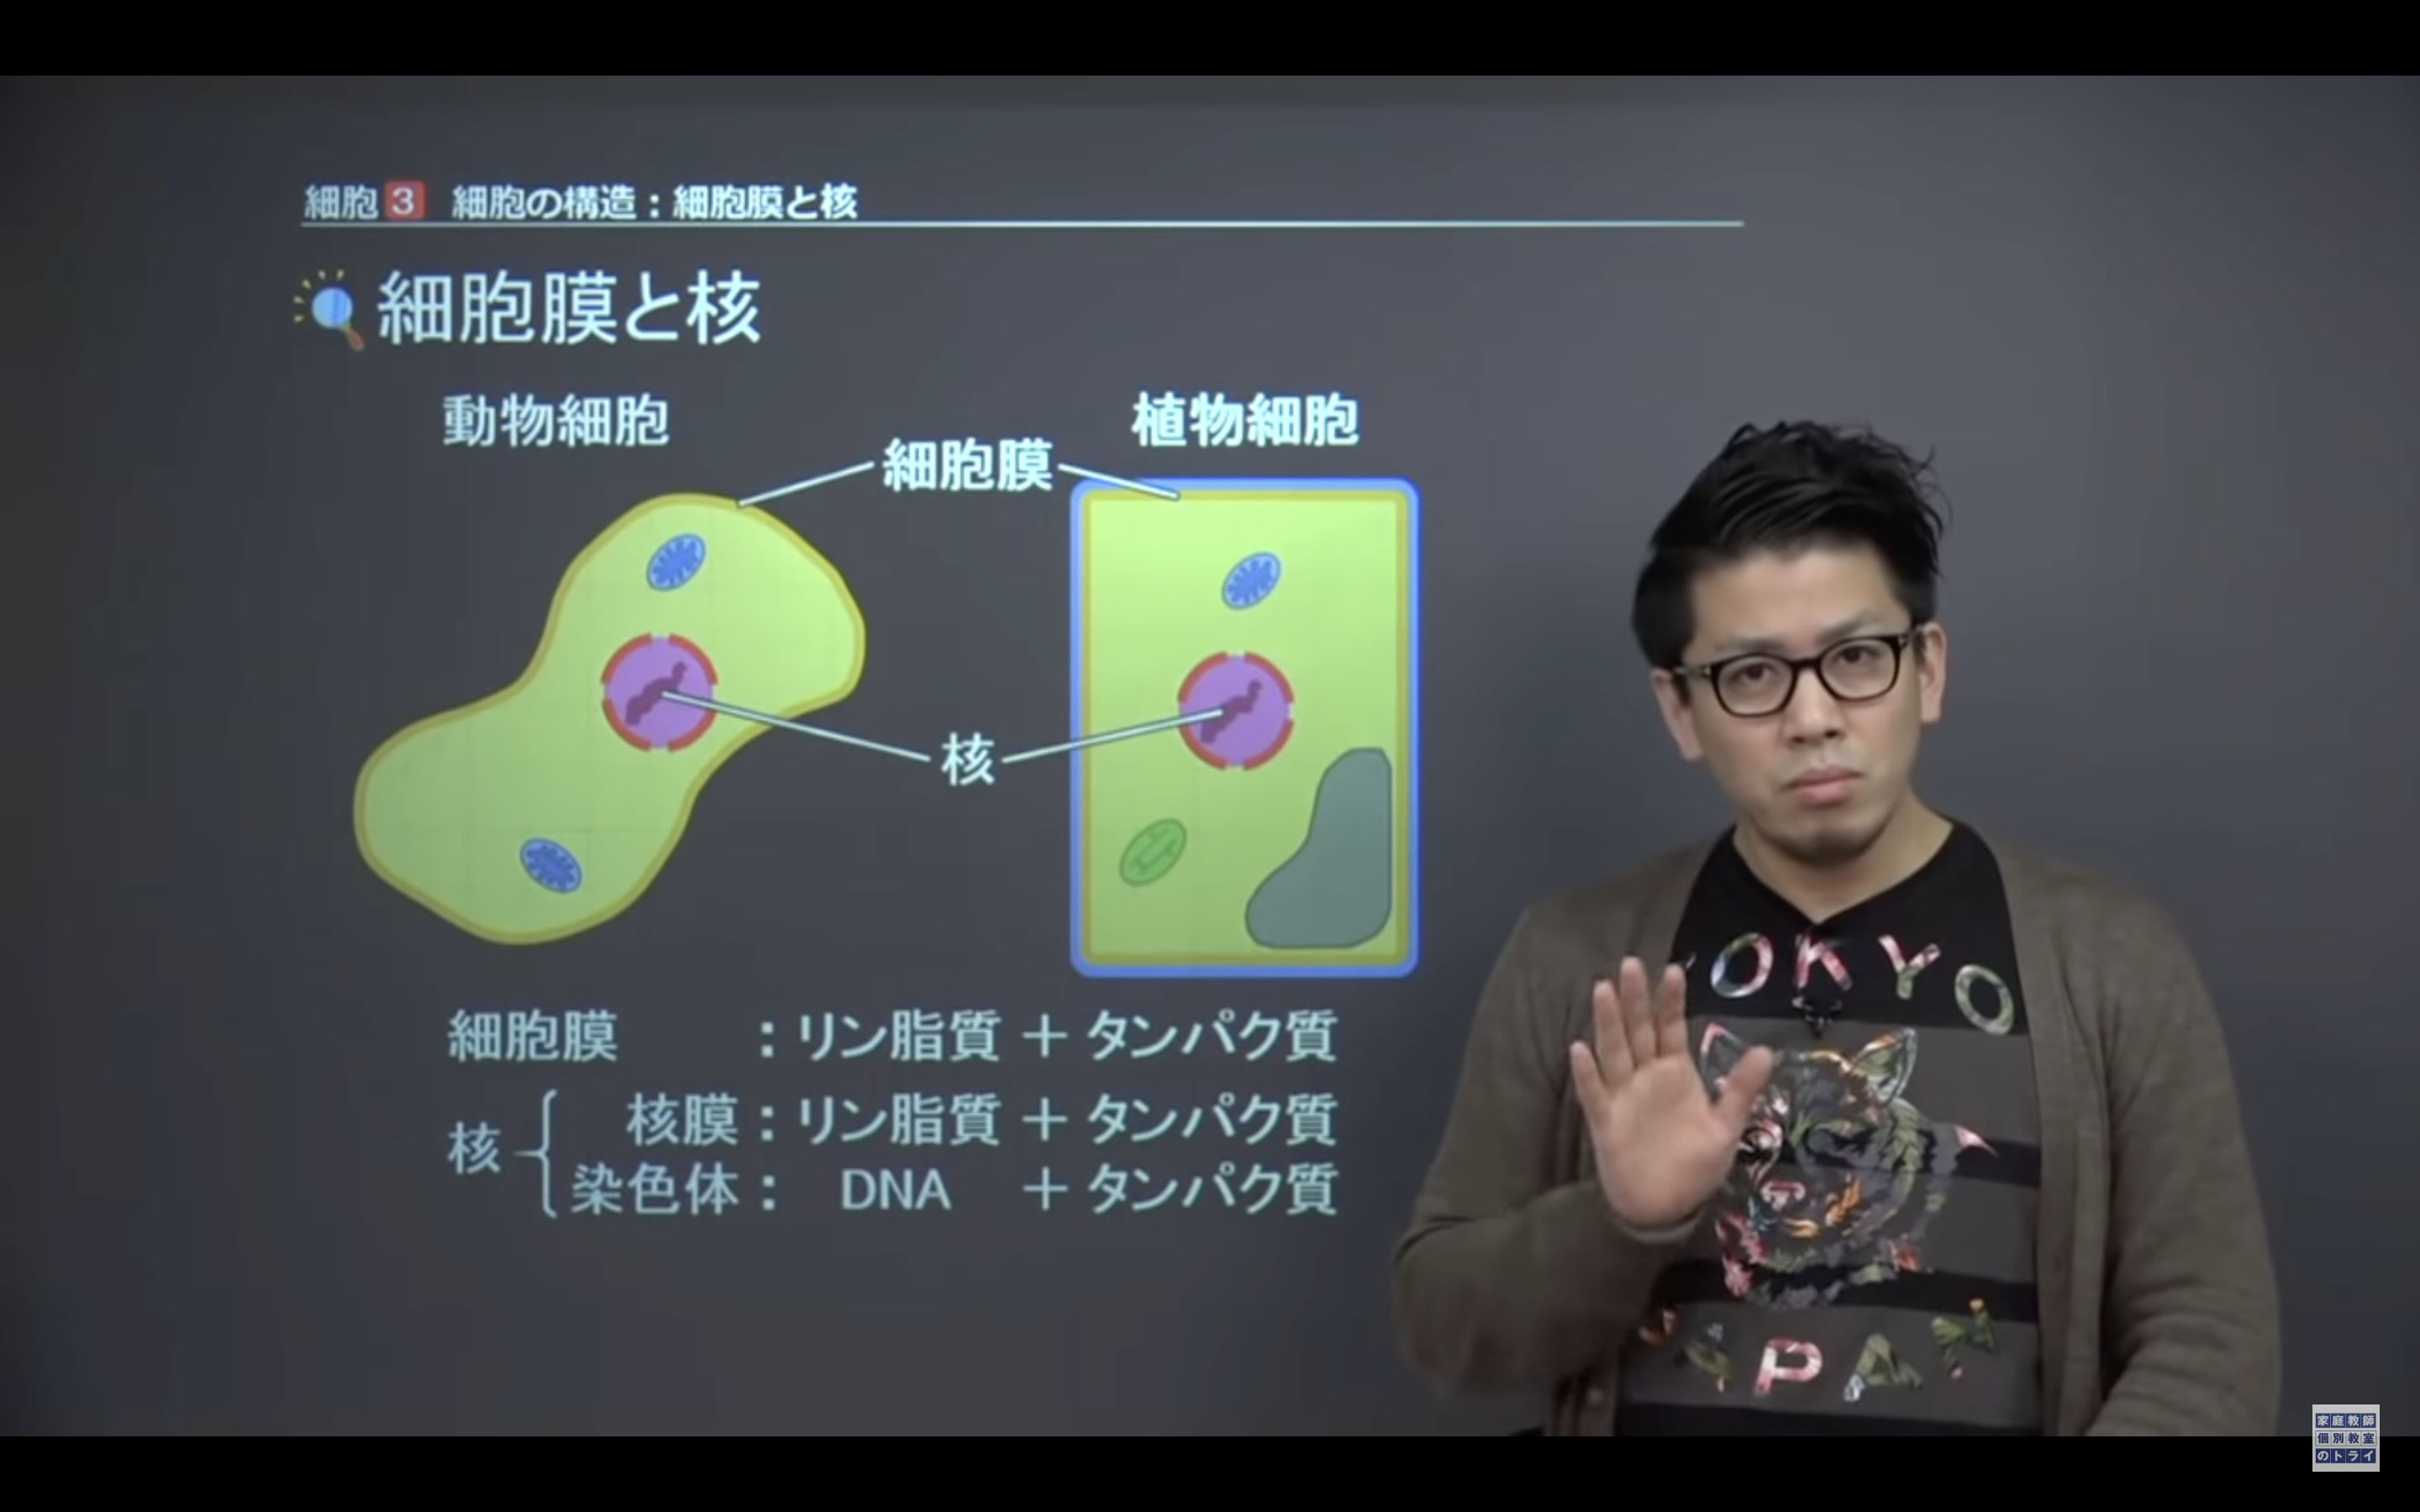 細胞 3 細胞の構造：細胞膜と核
細胞膜と核
動物細胞
植物細胞
細胞膜
核
細胞膜：リン脂質 ＋ タンパク質
核
核膜：リン脂質 ＋ タンパク質
染色体： DNA ＋ タンパク質
OKYO
APAN
家庭教師
個別教室
のトライ